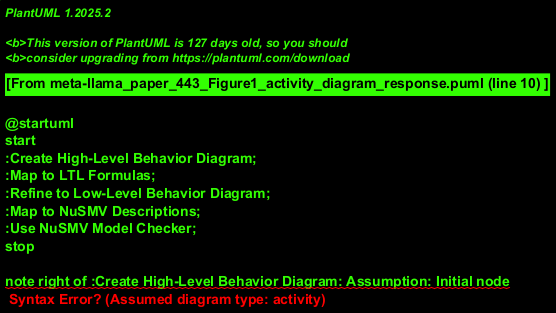 PlantUML 1.2025.2
<b>This version of PlantUML is 127 days old, so you should
<b>consider upgrading from https://plantuml.com/download
[From meta-llama_paper_443_Figure1_activity_diagram_response.puml (line 10) ]
@startuml
start
:Create High-Level Behavior Diagram;
:Map to LTL Formulas;
:Refine to Low-Level Behavior Diagram;
:Map to NuSMV Descriptions;
:Use NuSMV Model Checker;
stop
note right of :Create High-Level Behavior Diagram: Assumption: Initial node
Syntax Error? (Assumed diagram type: activity)